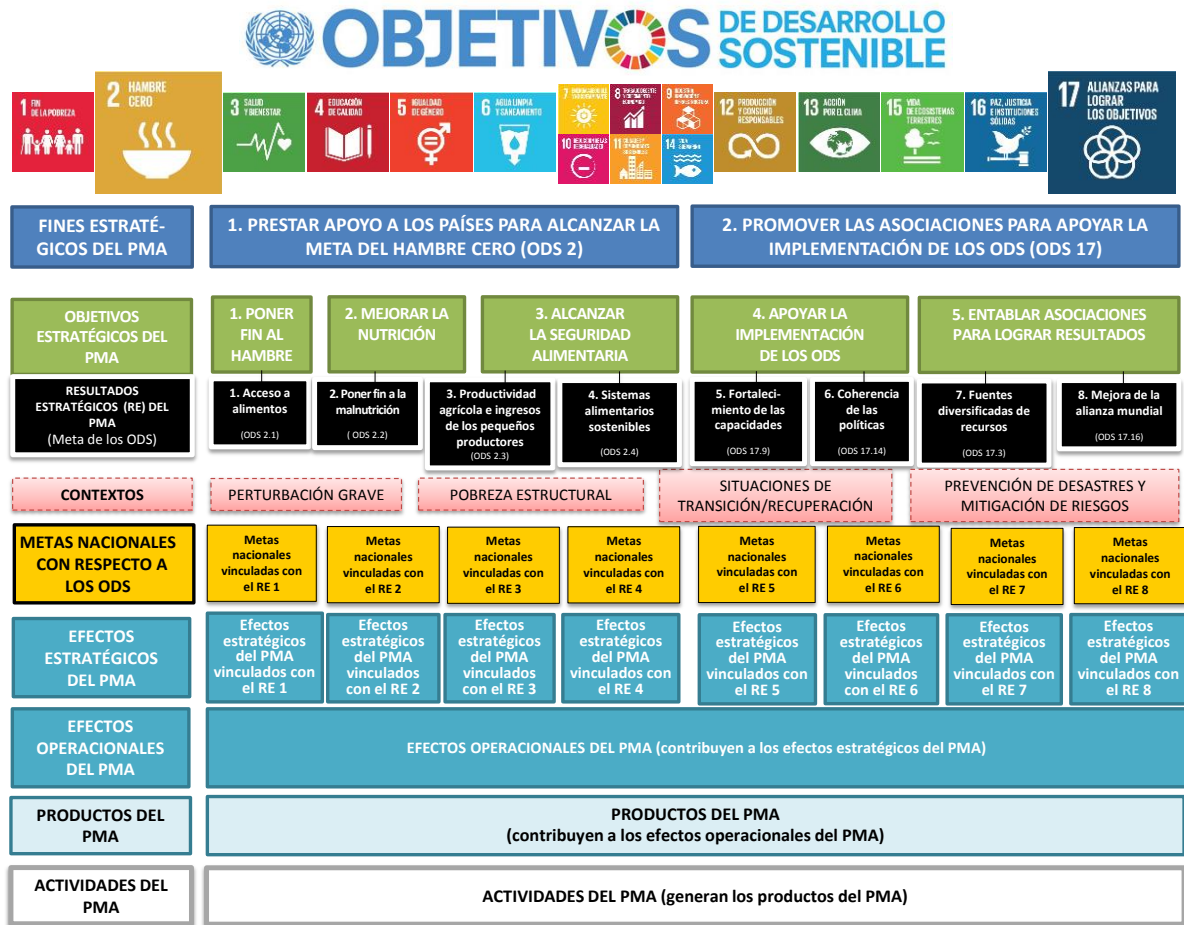 OBJETIVOS DE DESARROLLO
SOSTENIBLE
1 FIN
DE LA POBREZA
2 HAMBRE
CERO
3 SALUD
Y BIENESTAR
4 EDUCACIÓN
DE CALIDAD
5 IGUALDAD
DE GÉNERO
6 AGUA LIMPIA
Y SANEAMIENTO
7
8
9
10
11
14
12 PRODUCCIÓN
Y CONSUMO
RESPONSABLES
13 ACCIÓN
POR EL CLIMA
15 VIDA
DE ECOSISTEMAS
TERRESTRES
16 PAZ, JUSTICIA
E INSTITUCIONES
SÓLIDAS
17 ALIANZAS PARA
LOGRAR
LOS OBJETIVOS
FINES ESTRATÉ-
GICOS DEL PMA
1. PRESTAR APOYO A LOS PAÍSES PARA ALCANZAR LA
META DEL HAMBRE CERO (ODS 2)
2. PROMOVER LAS ASOCIACIONES PARA APOYAR LA
IMPLEMENTACIÓN DE LOS ODS (ODS 17)
OBJETIVOS
ESTRATÉGICOS DEL
PMA
1. PONER
FIN AL
HAMBRE
2. MEJORAR LA
NUTRICIÓN
3. ALCANZAR
LA SEGURIDAD
ALIMENTARIA
4. APOYAR LA
IMPLEMENTACIÓN
DE LOS ODS
5. ENTABLAR ASOCIACIONES
PARA LOGRAR RESULTADOS
RESULTADOS
ESTRATÉGICOS (RE) DEL
PMA
(Meta de los ODS)
1. Acceso a
alimentos
(ODS 2.1)
2. Poner fin a la
malnutrición
( ODS 2.2)
3. Productividad
agrícola e ingresos
de los pequeños
productores
(ODS 2.3)
4. Sistemas
alimentarios
sostenibles
(ODS 2.4)
5. Fortaleci-
miento de las
capacidades
(ODS 17.9)
6. Coherencia
de las
políticas
(ODS 17.14)
7. Fuentes
diversificadas de
recursos
(ODS 17.3)
8. Mejora de la
alianza mundial
(ODS 17.16)
CONTEXTOS
PERTURBACIÓN GRAVE
POBREZA ESTRUCTURAL
SITUACIONES DE
TRANSICIÓN/RECUPERACIÓN
PREVENCIÓN DE DESASTRES Y
MITIGACIÓN DE RIESGOS
METAS NACIONALES
CON RESPECTO A
LOS ODS
Metas
nacionales
vinculadas con
el RE 1
Metas
nacionales
vinculadas con
el RE 2
Metas
nacionales
vinculadas con
el RE 3
Metas
nacionales
vinculadas con
el RE 4
Metas
nacionales
vinculadas con
el RE 5
Metas
nacionales
vinculadas con
el RE 6
Metas
nacionales
vinculadas con
el RE 7
Metas
nacionales
vinculadas con
el RE 8
EFECTOS
ESTRATÉGICOS
DEL PMA
Efectos
estratégicos
del PMA
vinculados con
el RE 1
Efectos
estratégicos
del PMA
vinculados
con el RE 2
Efectos
estratégicos
del PMA
vinculados
con el RE 3
Efectos
estratégicos
del PMA
vinculados con
el RE 4
Efectos
estratégicos
del PMA
vinculados con
el RE 5
Efectos
estratégicos
del PMA
vinculados
con el RE 6
Efectos
estratégicos
del PMA
vinculados con
el RE 7
Efectos
estratégicos
del PMA
vinculados con
el RE 8
EFECTOS
OPERACIONALES
DEL PMA
EFECTOS OPERACIONALES DEL PMA (contribuyen a los efectos estratégicos del PMA)
PRODUCTOS DEL
PMA
PRODUCTOS DEL PMA
(contribuyen a los efectos operacionales del PMA)
ACTIVIDADES DEL
PMA
ACTIVIDADES DEL PMA (generan los productos del PMA)